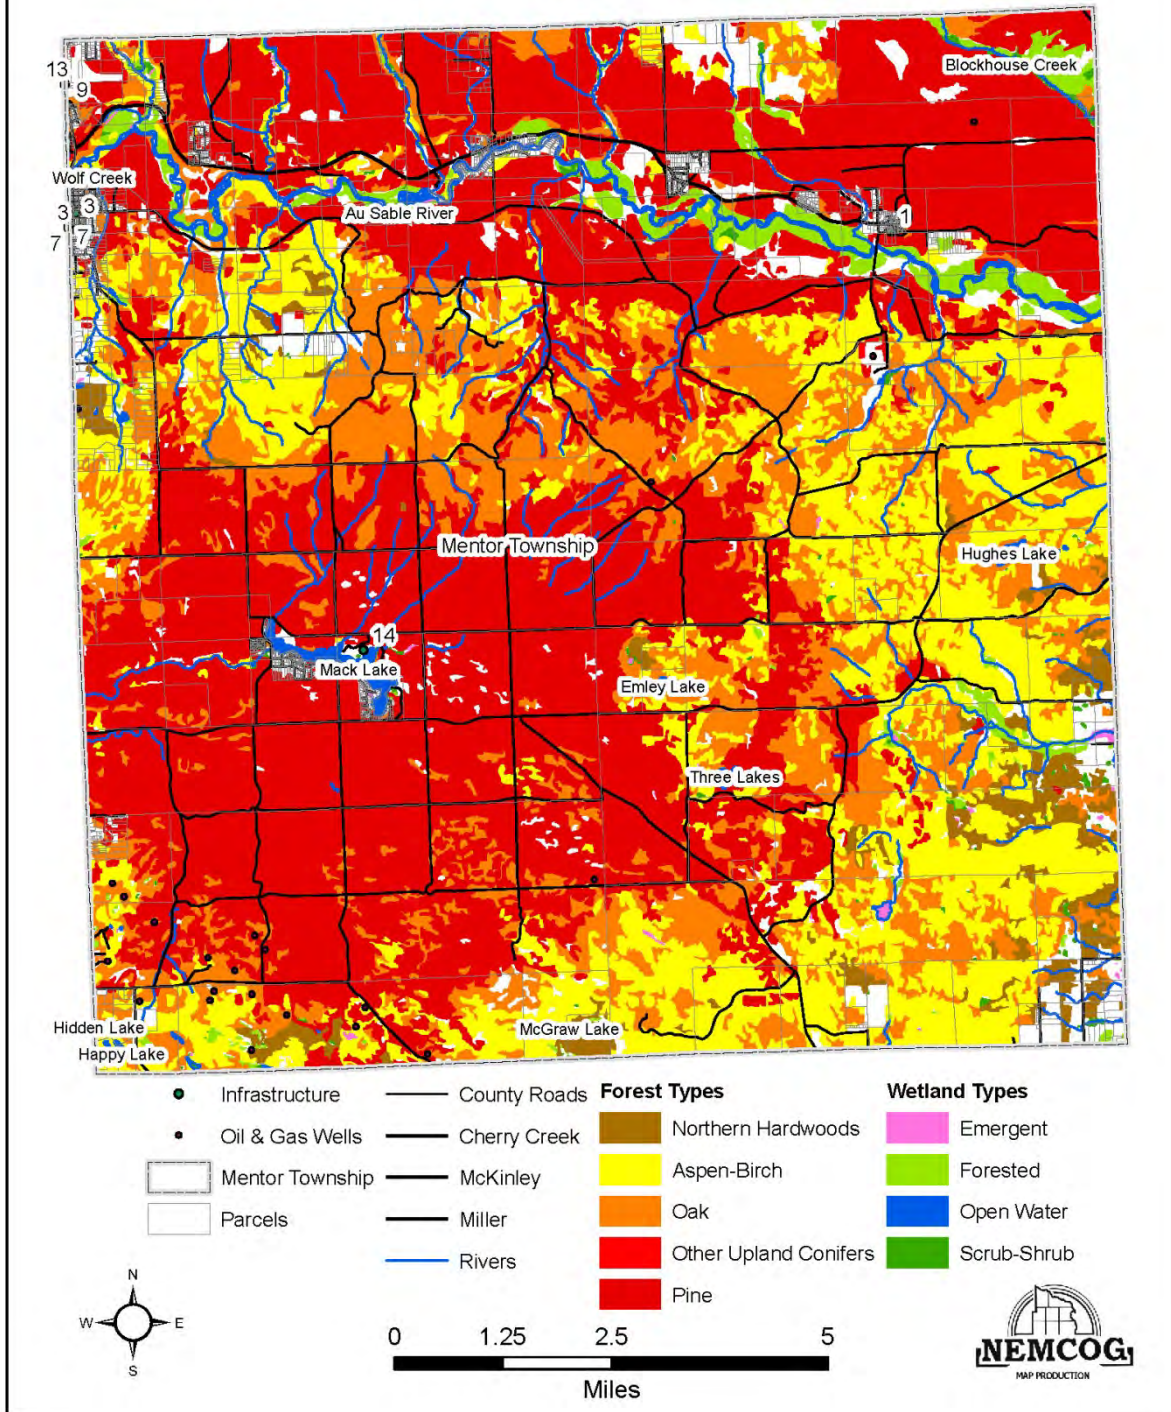 Blockhouse Creek
13
9
Wolf Creek
3
3
Au Sable River
1
7
7
Mentor Township
Hughes Lake
14
Mack Lake
Emley Lake
Three Lakes
Hidden Lake
McGraw Lake
Happy Lake
Infrastructure
Oil & Gas Wells
Mentor Township
Parcels
County Roads
Cherry Creek
McKinley
Miller
Rivers
Forest Types
Northern Hardwoods
Aspen-Birch
Oak
Other Upland Conifers
Pine
Wetland Types
Emergent
Forested
Open Water
Scrub-Shrub
N
W E
S
0 1.25 2.5 5
Miles
NEMCOG
MAP PRODUCTION